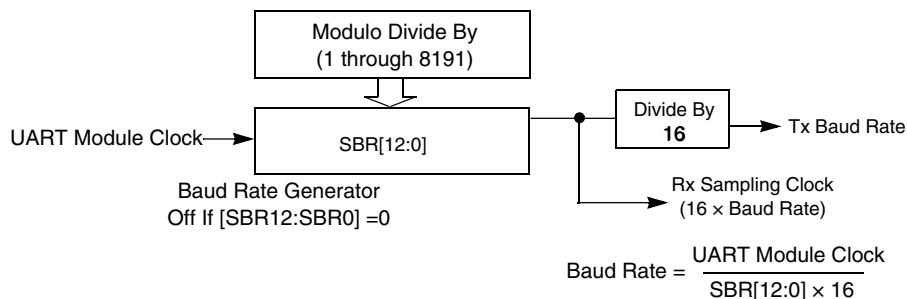 Modulo Divide By
(1 through 8191)
UART Module Clock
SBR[12:0]
Divide By
16
Tx Baud Rate
Baud Rate Generator
Off If [SBR12:SBR0] =0
Rx Sampling Clock
(16 × Baud Rate)
Baud Rate = UART Module Clock
SBR[12:0] × 16